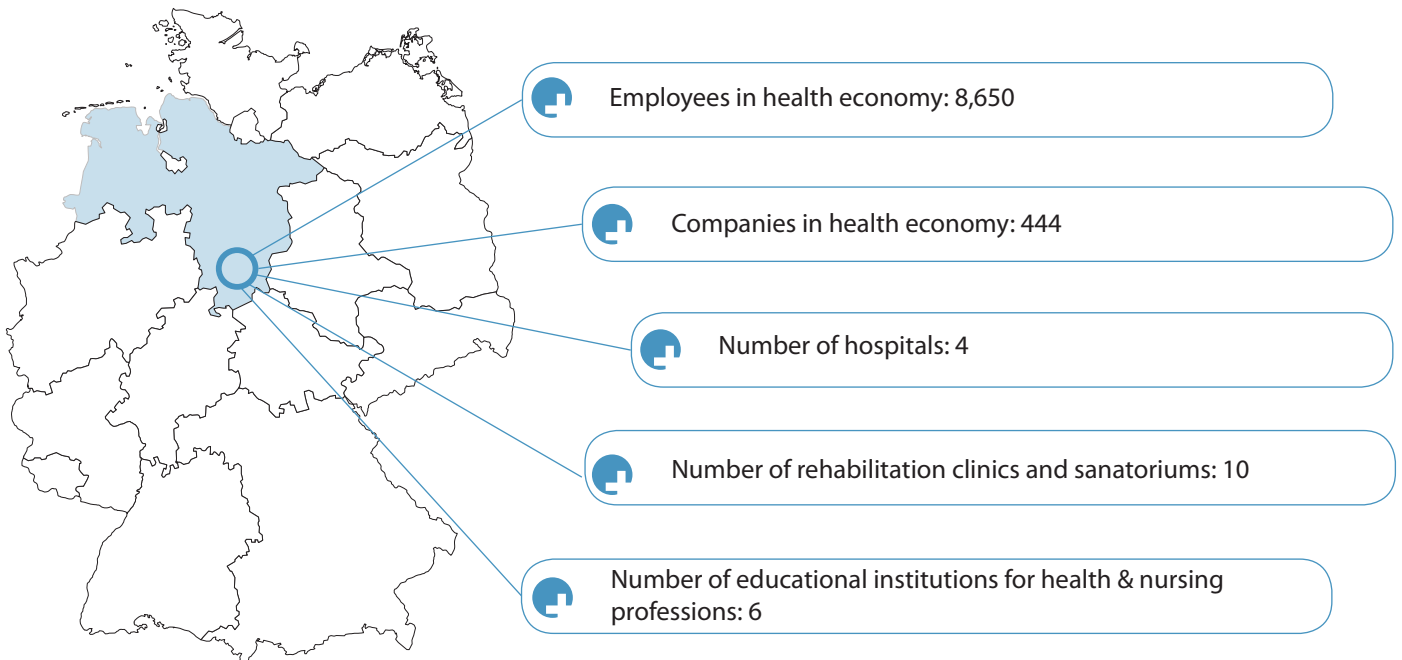 Employees in health economy: 8,650
Companies in health economy: 444
Number of hospitals: 4
Number of rehabilitation clinics and sanatoriums: 10
Number of educational institutions for health & nursing
professions: 6